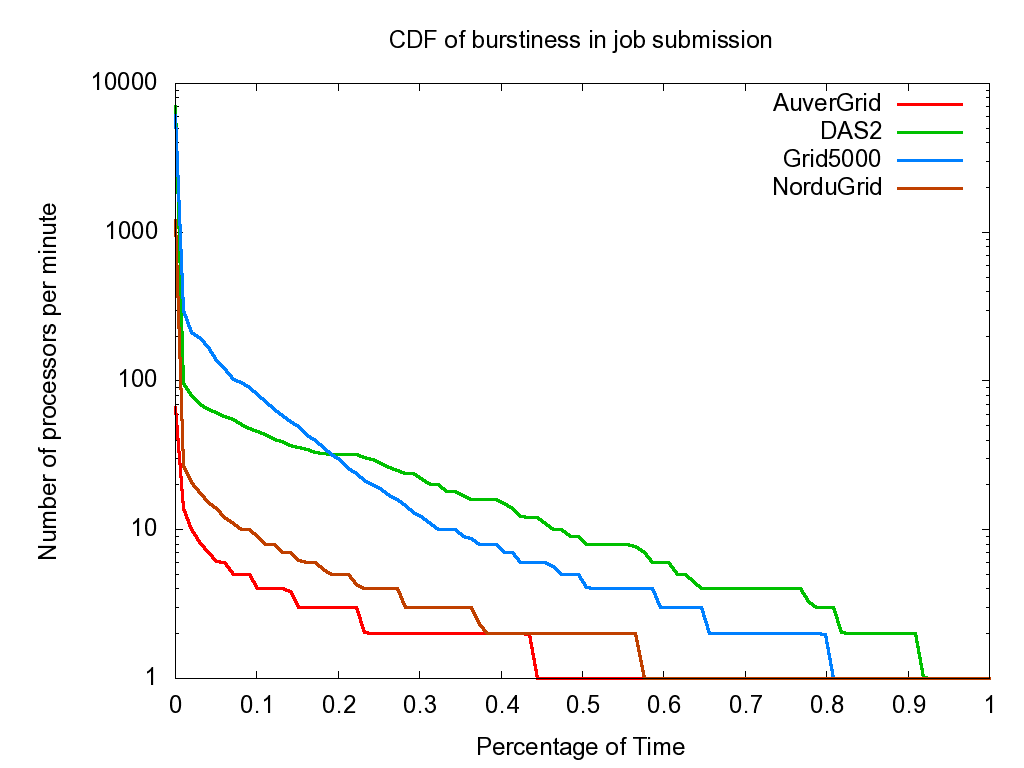 CDF of burstiness in job submission
10000
1000
100
10
1
Number of processors per minute
AuverGrid
DAS2
Grid5000
NorduGrid
0 0.1 0.2 0.3 0.4 0.5 0.6 0.7 0.8 0.9 1
Percentage of Time